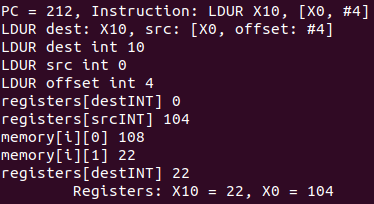 PC = 212, Instruction: LDUR X10, [X0, #4]
LDUR dest: X10, src: [X0, offset: #4]
LDUR dest int 10
LDUR src int 0
LDUR offset int 4
registers[destINT] 0
registers[srcINT] 104
memory[i][0] 108
memory[i][1] 22
registers[destINT] 22
Registers: X10 = 22, X0 = 104